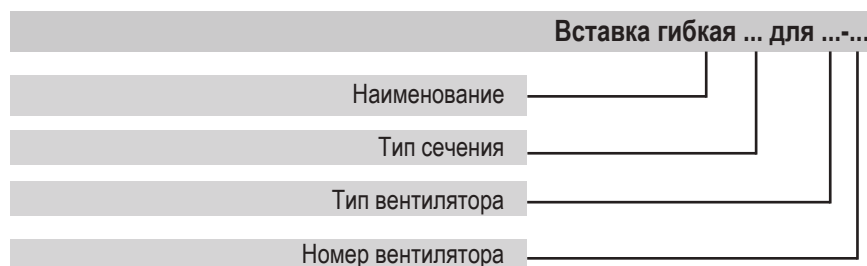 Вставка гибкая ... для ...-...
Наименование
Тип сечения
Тип вентилятора
Номер вентилятора